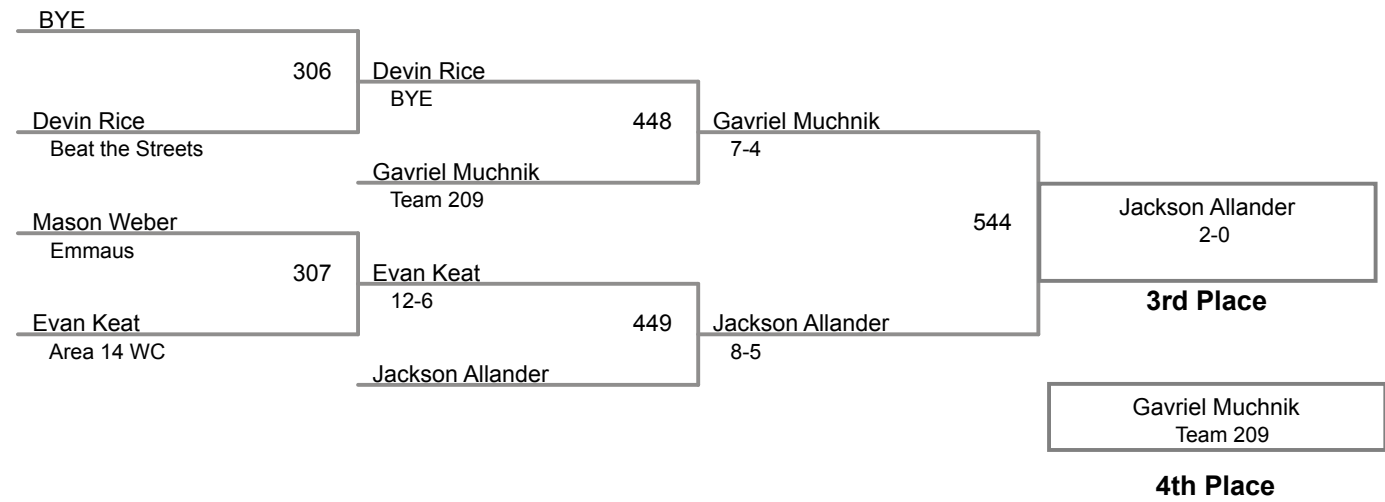 BYE
306
Devin Rice
BYE
Devin Rice
Beat the Streets
448
Gavriel Muchnik
7-4
Gavriel Muchnik
Team 209
Mason Weber
Emmaus
307
Evan Keat
12-6
Evan Keat
Area 14 WC
449
Jackson Allander
8-5
Jackson Allander
544
Jackson Allander
2-0
3rd Place
Gavriel Muchnik
Team 209
4th Place